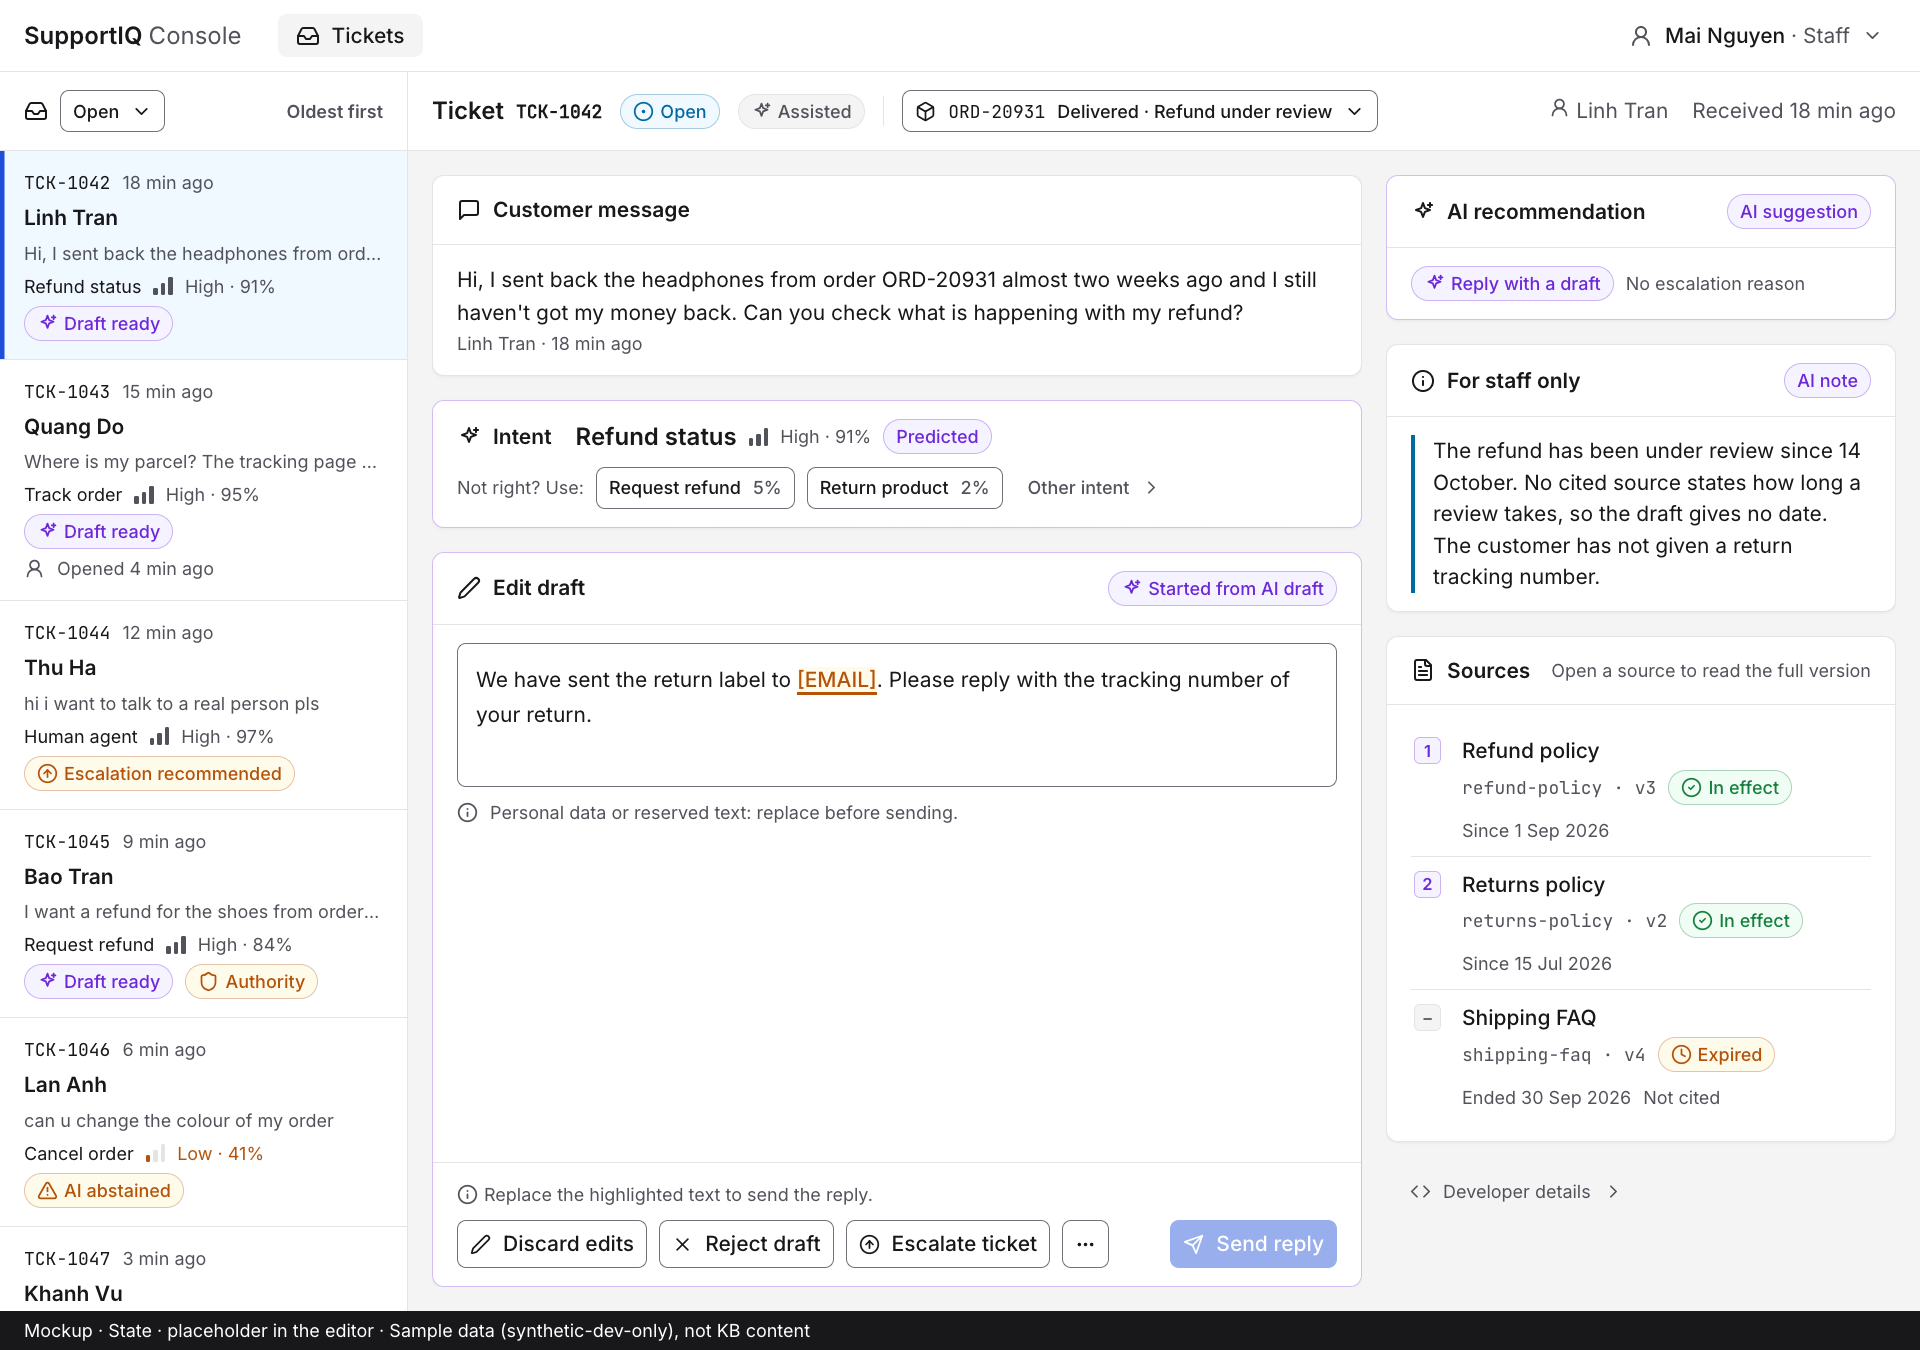 SupportIQ Console
Tickets
Mai Nguyen · Staff
Open
Oldest first
TCK-1042 18 min ago
Linh Tran
Hi, I sent back the headphones from ord...
Refund status High · 91%
Draft ready
TCK-1043 15 min ago
Quang Do
Where is my parcel? The tracking page ...
Track order High · 95%
Draft ready
Opened 4 min ago
TCK-1044 12 min ago
Thu Ha
hi i want to talk to a real person pls
Human agent High · 97%
Escalation recommended
TCK-1045 9 min ago
Bao Tran
I want a refund for the shoes from order...
Request refund High · 84%
Draft ready Authority
TCK-1046 6 min ago
Lan Anh
can u change the colour of my order
Cancel order Low · 41%
AI abstained
TCK-1047 3 min ago
Khanh Vu
Ticket TCK-1042 Open Assisted ORD-20931 Delivered · Refund under review
Linh Tran Received 18 min ago
Customer message
Hi, I sent back the headphones from order ORD-20931 almost two weeks ago and I still
haven't got my money back. Can you check what is happening with my refund?
Linh Tran · 18 min ago
Intent Refund status High · 91% Predicted
Not right? Use: Request refund 5% Return product 2% Other intent
Edit draft Started from AI draft
We have sent the return label to [EMAIL]. Please reply with the tracking number of
your return.
Personal data or reserved text: replace before sending.
Replace the highlighted text to send the reply.
Discard edits Reject draft Escalate ticket ... Send reply
AI recommendation AI suggestion
Reply with a draft No escalation reason
For staff only AI note
The refund has been under review since 14
October. No cited source states how long a
review takes, so the draft gives no date.
The customer has not given a return
tracking number.
Sources Open a source to read the full version
1 Refund policy
refund-policy · v3 In effect
Since 1 Sep 2026
2 Returns policy
returns-policy · v2 In effect
Since 15 Jul 2026
– Shipping FAQ
shipping-faq · v4 Expired
Ended 30 Sep 2026 Not cited
Developer details
Mockup · State · placeholder in the editor · Sample data (synthetic-dev-only), not KB content